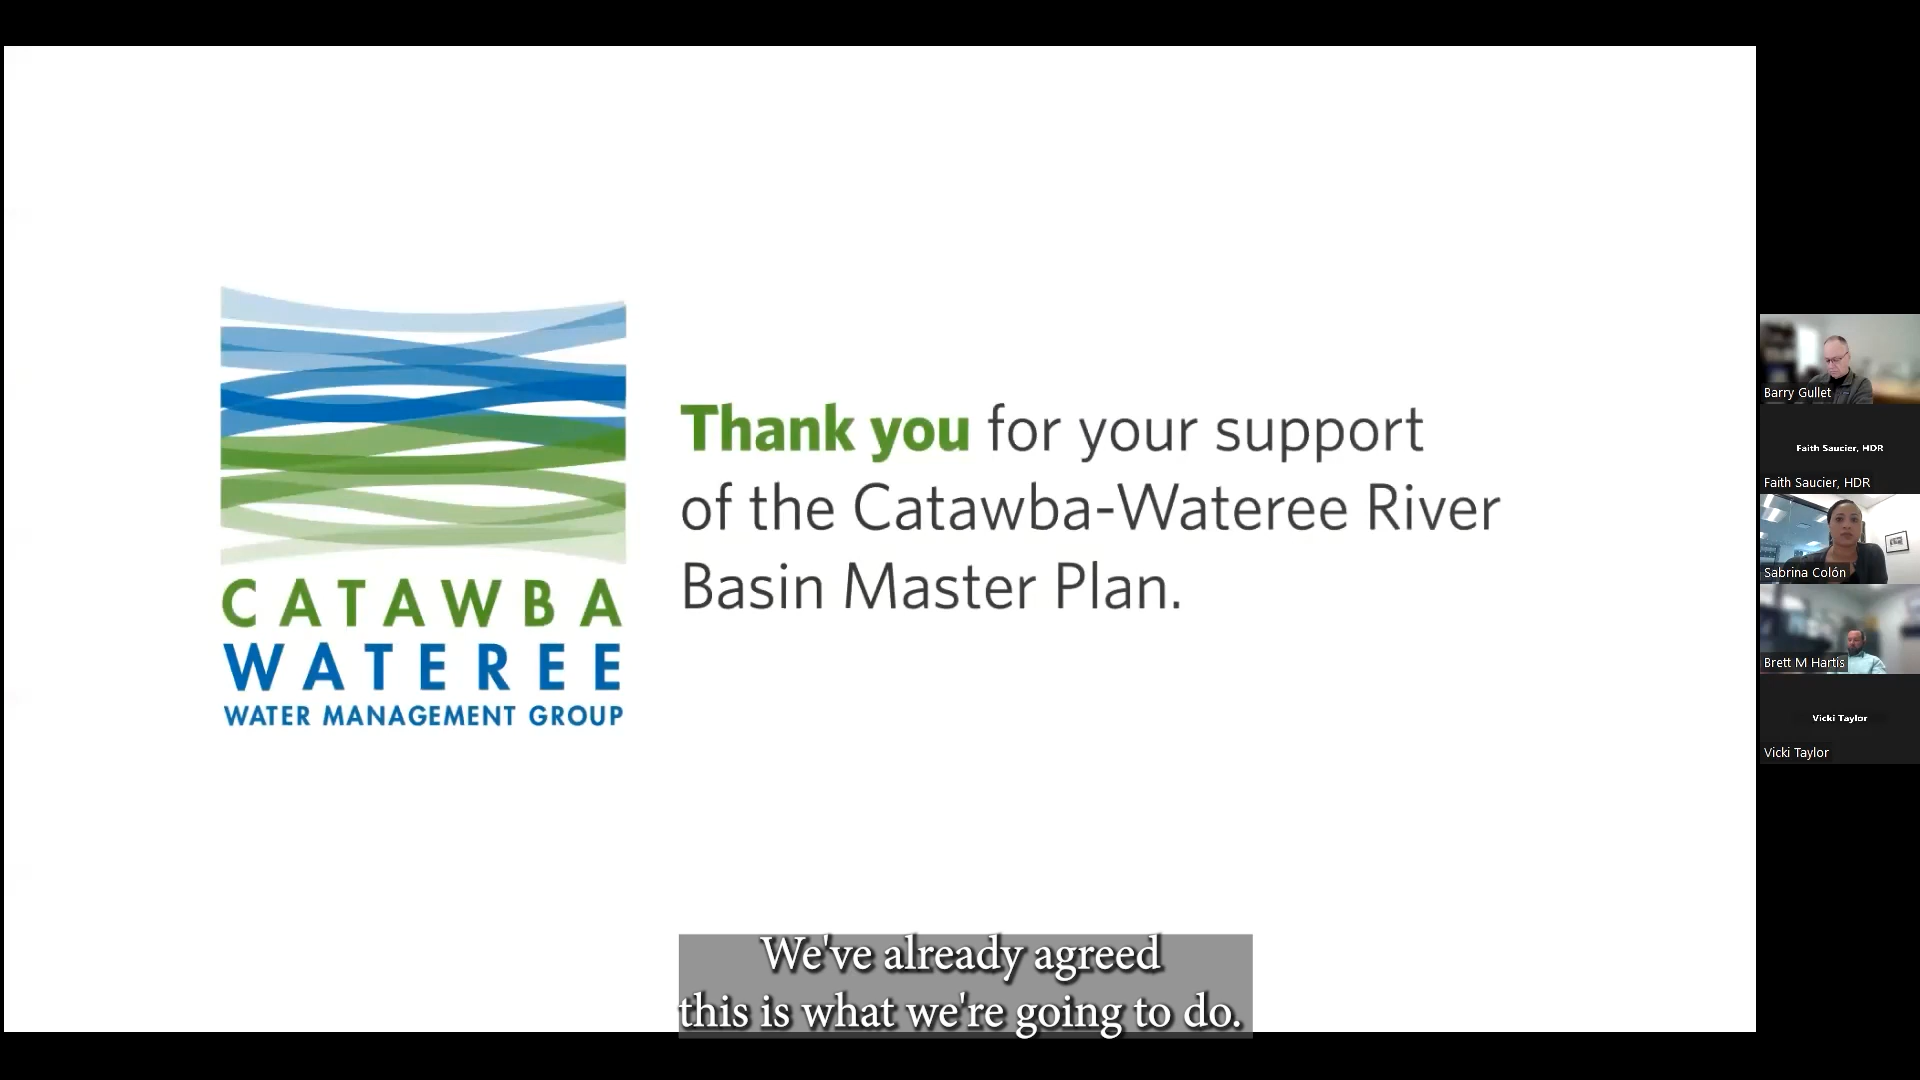 CATAWBA
WATEREE
WATER MANAGEMENT GROUP
Thank you for your support
of the Catawba-Wateree River
Basin Master Plan.
Barry Gullet
Faith Saucier, HDR
Faith Saucier, HDR
Sabrina Colón
Brett M Hartis
Vicki Taylor
Vicki Taylor
We've already agreed
this is what we're going to do.